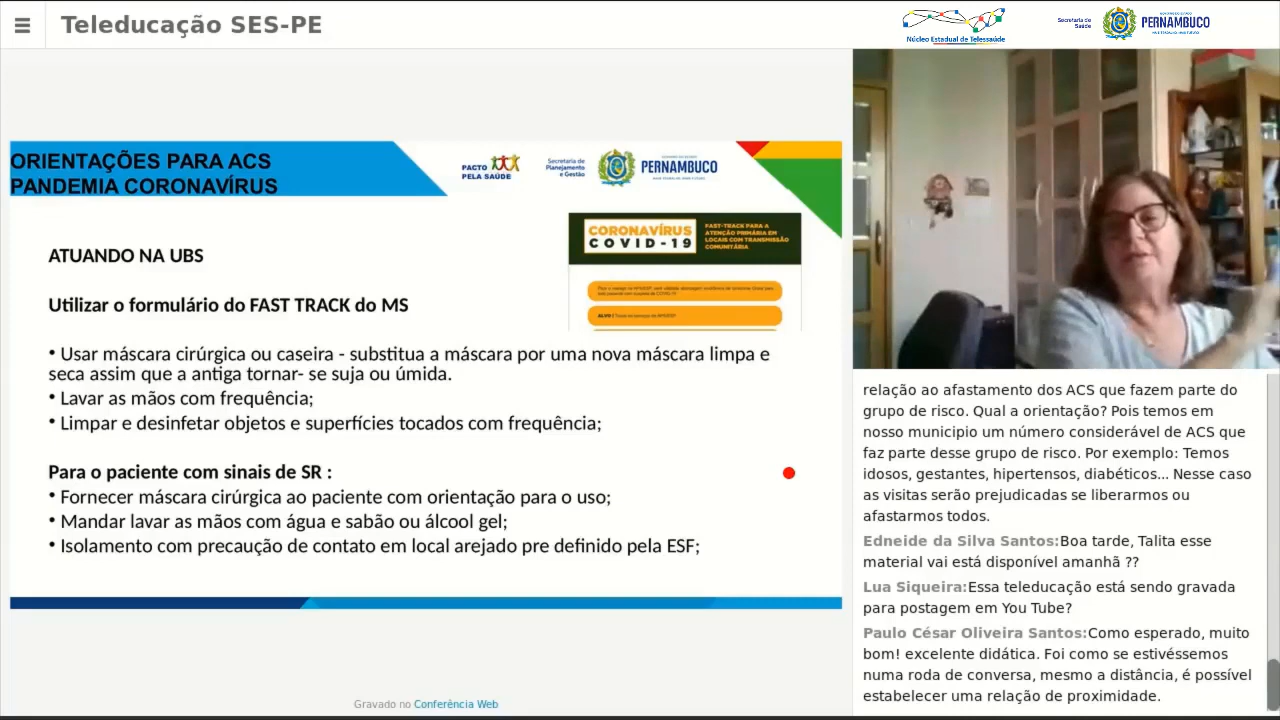 Teleducação SES-PE
Núcleo Estadual de Telessaúde
Secretaria de
Saúde
PERNAMBUCO
ORIENTAÇÕES PARA ACS
PANDEMIA CORONAVÍRUS
PACTO
PELA SAÚDE
Secretaria de
Planejamento
e Gestão
PERNAMBUCO
CORONAVÍRUS
COVID-19
FAST-TRACK PARA A
ATENÇÃO PRIMÁRIA EM
LOCAIS COM TRANSMISSÃO
COMUNITÁRIA
ATUANDO NA UBS
Utilizar o formulário do FAST TRACK do MS
• Usar máscara cirúrgica ou caseira - substitua a máscara por uma nova máscara limpa e
seca assim que a antiga tornar- se suja ou úmida.
• Lavar as mãos com frequência;
• Limpar e desinfetar objetos e superfícies tocados com frequência;
Para o paciente com sinais de SR :
• Fornecer máscara cirúrgica ao paciente com orientação para o uso;
• Mandar lavar as mãos com água e sabão ou álcool gel;
• Isolamento com precaução de contato em local arejado pre definido pela ESF;
Gravado no Conferência Web
relação ao afastamento dos ACS que fazem parte do
grupo de risco. Qual a orientação? Pois temos em
nosso municipio um número considerável de ACS que
faz parte desse grupo de risco. Por exemplo: Temos
idosos, gestantes, hipertensos, diabéticos... Nesse caso
as visitas serão prejudicadas se liberarmos ou
afastarmos todos.
Edneide da Silva Santos:Boa tarde, Talita esse
material vai está disponível amanhã ??
Lua Siqueira:Essa teleducação está sendo gravada
para postagem em You Tube?
Paulo César Oliveira Santos:Como esperado, muito
bom! excelente didática. Foi como se estivéssemos
numa roda de conversa, mesmo a distância, é possível
estabelecer uma relação de proximidade.